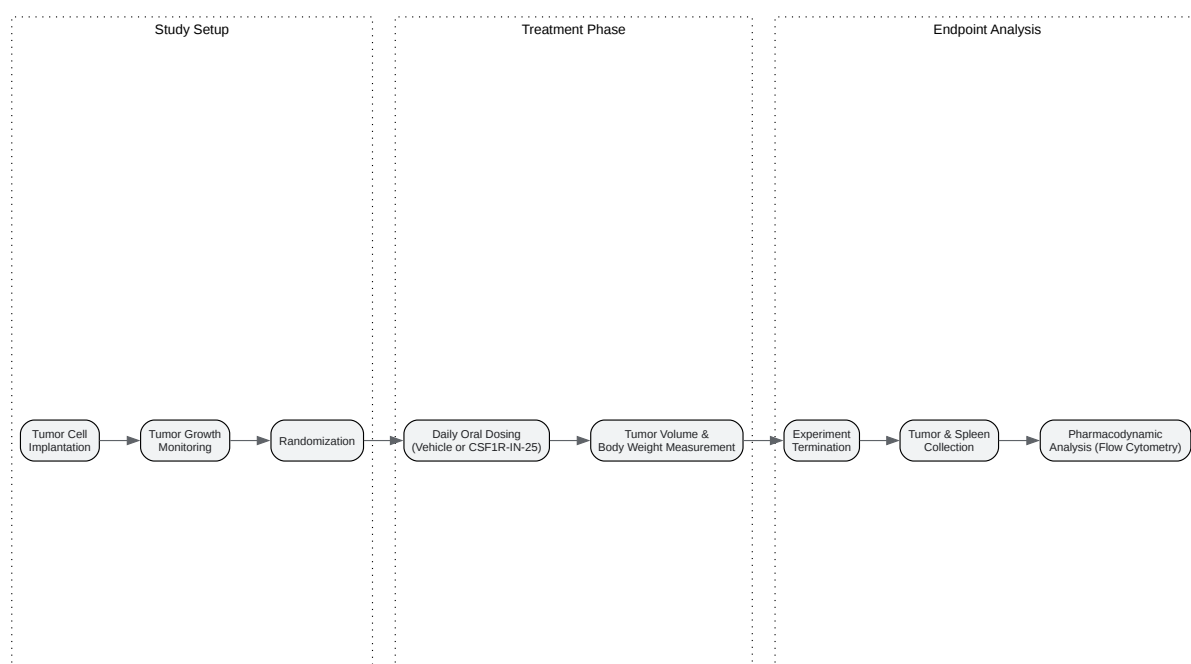 Study Setup
Treatment Phase
Endpoint Analysis
Tumor Cell
Implantation
Tumor Growth
Monitoring
Randomization
Daily Oral Dosing
(Vehicle or CSF1R-IN-25)
Tumor Volume &
Body Weight Measurement
Experiment
Termination
Tumor & Spleen
Collection
Pharmacodynamic
Analysis (Flow Cytometry)